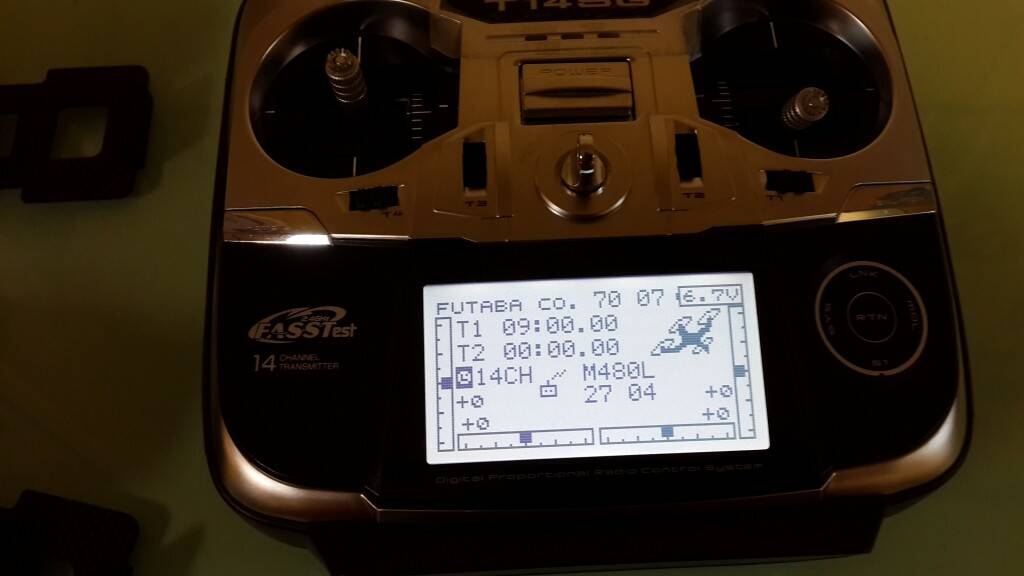 T14SG
POWER
T4 T3 T2 T1
FASSTest
14 CHANNEL
TRANSMITTER
FUTABA CO. 70 07 6.7V
T1 09:00.00
T2 00:00.00
14CH M480L
27 04
+0 +0
+0 +0
LNK
SYS RTN MDL
S1
Digital Proportional Radio Control System